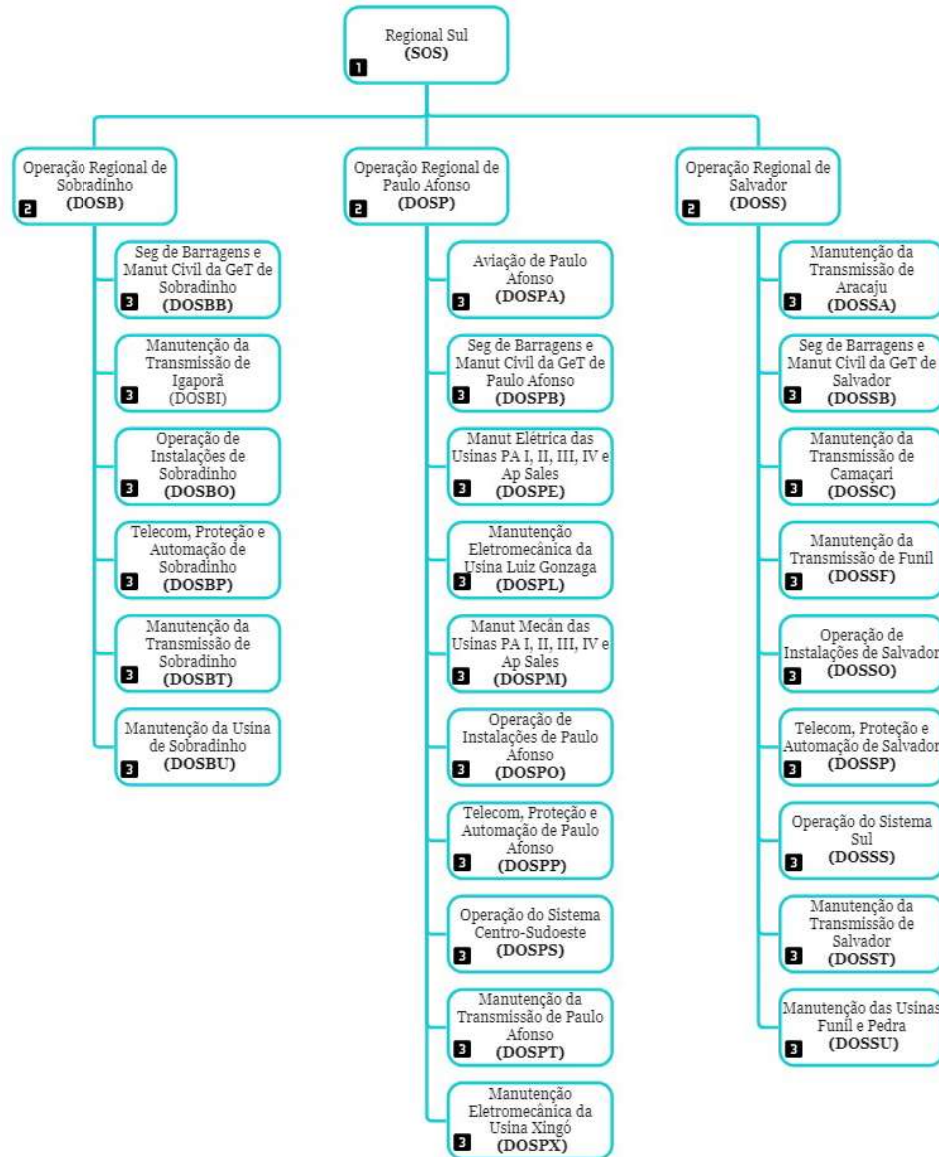 Regional Sul
(SOS)
1
Operação Regional de
Sobradinho
(DOSB)
2
Operação Regional de
Paulo Afonso
(DOSP)
2
Operação Regional de
Salvador
(DOSS)
2
Seg de Barragens e
Manut Civil da GeT de
Sobradinho
(DOSBB)
3
Manutenção da
Transmissão de
Igaporã
(DOSBI)
3
Operação de
Instalações de
Sobradinho
(DOSBO)
3
Telecom, Proteção e
Automação de
Sobradinho
(DOSBP)
3
Manutenção da
Transmissão de
Sobradinho
(DOSBT)
3
Manutenção da Usina
de Sobradinho
(DOSBU)
3
Aviação de Paulo
Afonso
(DOSPA)
3
Seg de Barragens e
Manut Civil da GeT de
Paulo Afonso
(DOSPB)
3
Manut Elétrica das
Usinas PA I, II, III, IV e
Ap Sales
(DOSPE)
3
Manutenção
Eletromecânica da
Usina Luiz Gonzaga
(DOSPL)
3
Manut Mecân das
Usinas PA I, II, III, IV e
Ap Sales
(DOSPM)
3
Operação de
Instalações de Paulo
Afonso
(DOSPO)
3
Telecom, Proteção e
Automação de Paulo
Afonso
(DOSPP)
3
Operação do Sistema
Centro-Sudoeste
(DOSPS)
3
Manutenção da
Transmissão de Paulo
Afonso
(DOSPT)
3
Manutenção
Eletromecânica da
Usina Xingó
(DOSPX)
3
Manutenção da
Transmissão de
Aracaju
(DOSSA)
3
Seg de Barragens e
Manut Civil da GeT de
Salvador
(DOSSB)
3
Manutenção da
Transmissão de
Camaçari
(DOSSC)
3
Manutenção da
Transmissão de Funil
(DOSSF)
3
Operação de
Instalações de Salvador
(DOSSO)
3
Telecom, Proteção e
Automação de Salvador
(DOSSP)
3
Operação do Sistema
Sul
(DOSSS)
3
Manutenção da
Transmissão de
Salvador
(DOSST)
3
Manutenção das Usinas
Funil e Pedra
(DOSSU)
3